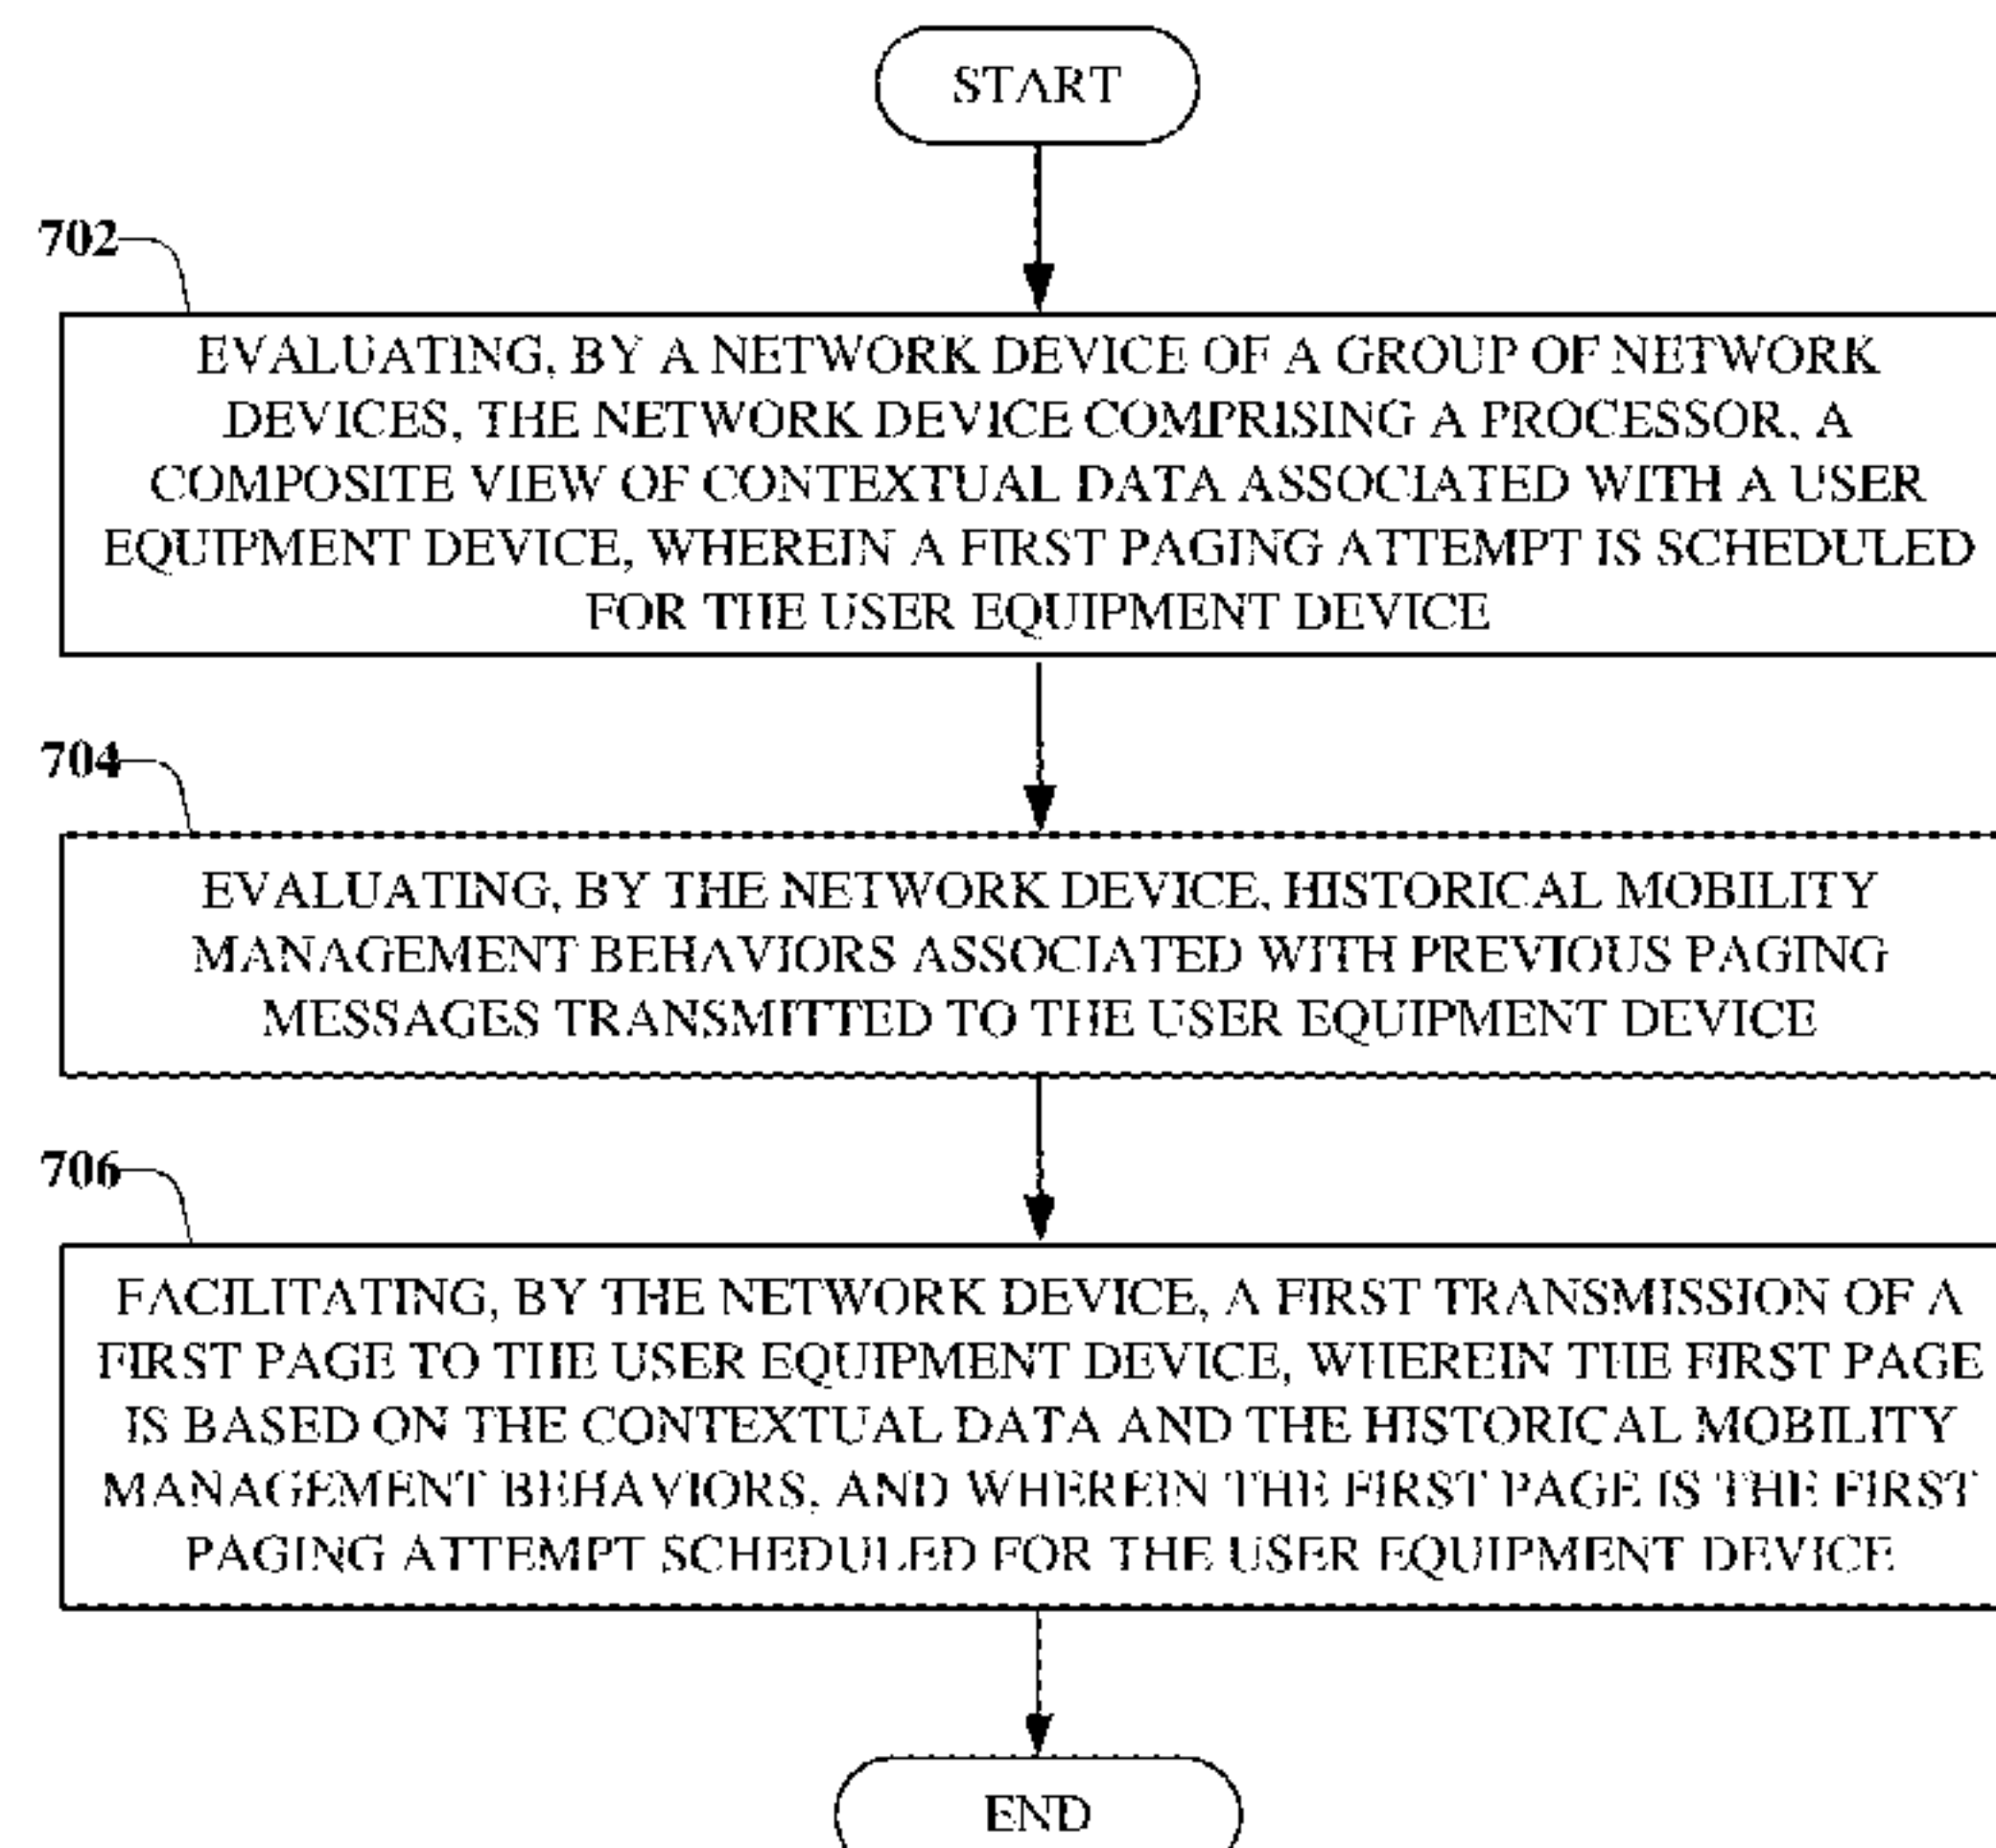 START
702
EVALUATING, BY A NETWORK DEVICE OF A GROUP OF NETWORK
DEVICES, THE NETWORK DEVICE COMPRISING A PROCESSOR, A
COMPOSITE VIEW OF CONTEXTUAL DATA ASSOCIATED WITH A USER
EQUIPMENT DEVICE, WHEREIN A FIRST PAGING ATTEMPT IS SCHEDULED
FOR THE USER EQUIPMENT DEVICE
704
EVALUATING, BY THE NETWORK DEVICE, HISTORICAL MOBILITY
MANAGEMENT BEHAVIORS ASSOCIATED WITH PREVIOUS PAGING
MESSAGES TRANSMITTED TO THE USER EQUIPMENT DEVICE
706
FACILITATING, BY THE NETWORK DEVICE, A FIRST TRANSMISSION OF A
FIRST PAGE TO THE USER EQUIPMENT DEVICE, WHEREIN THE FIRST PAGE
IS BASED ON THE CONTEXTUAL DATA AND THE HISTORICAL MOBILITY
MANAGEMENT BEHAVIORS, AND WHEREIN THE FIRST PAGE IS THE FIRST
PAGING ATTEMPT SCHEDULED FOR THE USER EQUIPMENT DEVICE
END